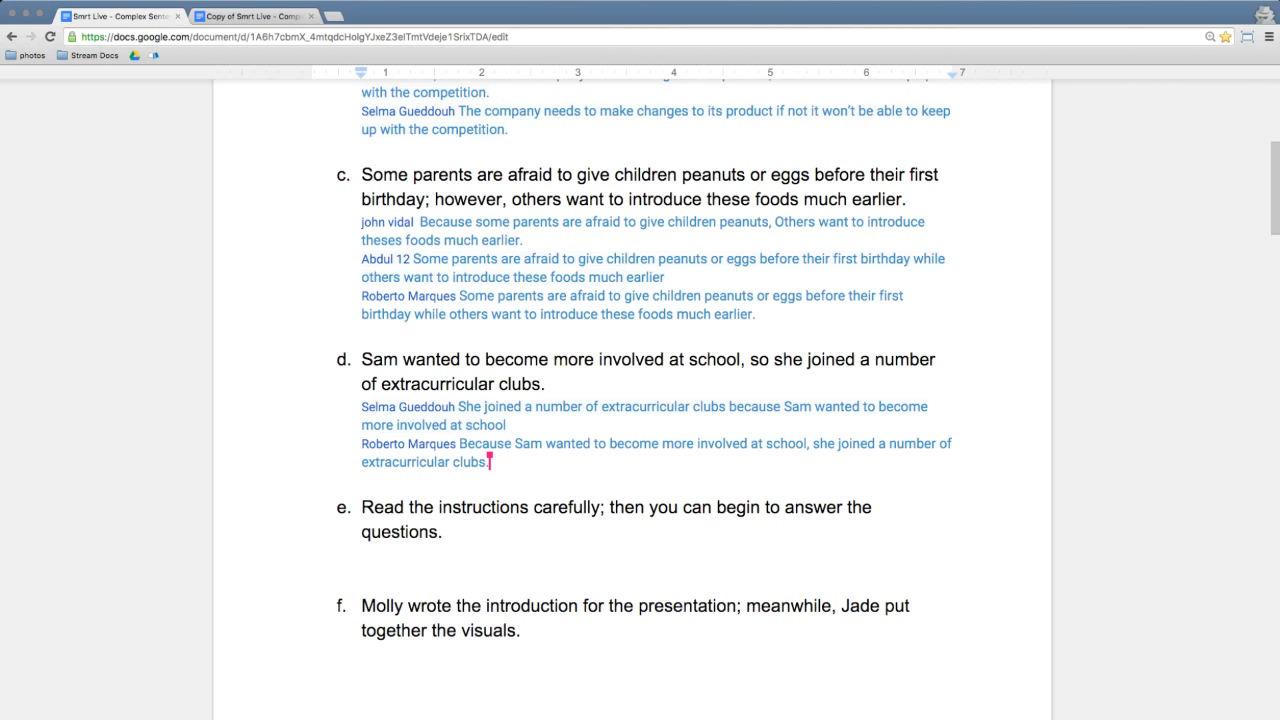 Smrt Live - Complex Sente
Copy of Smrt Live - Comp
https://docs.google.com/document/d/1A6h7cbmX_4mtqdcHolgYJxeZ3elTmtVdeje1SrixTDA/edit
photos
Stream Docs
1 2 3 4 5 6 7
with the competition.
Selma Gueddouh The company needs to make changes to its product if not it won't be able to keep
up with the competition.
c. Some parents are afraid to give children peanuts or eggs before their first
birthday; however, others want to introduce these foods much earlier.
john vidal Because some parents are afraid to give children peanuts, Others want to introduce
theses foods much earlier.
Abdul 12 Some parents are afraid to give children peanuts or eggs before their first birthday while
others want to introduce these foods much earlier
Roberto Marques Some parents are afraid to give children peanuts or eggs before their first
birthday while others want to introduce these foods much earlier.
d. Sam wanted to become more involved at school, so she joined a number
of extracurricular clubs.
Selma Gueddouh She joined a number of extracurricular clubs because Sam wanted to become
more involved at school
Roberto Marques Because Sam wanted to become more involved at school, she joined a number of
extracurricular clubs.
e. Read the instructions carefully; then you can begin to answer the
questions.
f. Molly wrote the introduction for the presentation; meanwhile, Jade put
together the visuals.